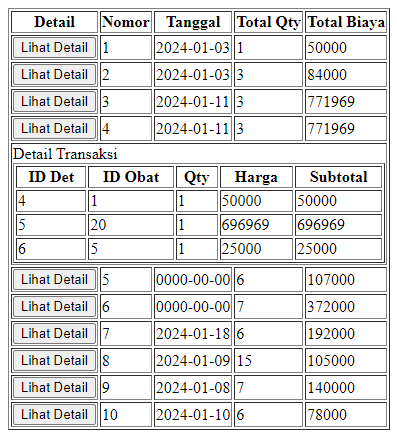 Detail Nomor Tanggal Total Qty Total Biaya
Lihat Detail 1 2024-01-03 1 50000
Lihat Detail 2 2024-01-03 3 84000
Lihat Detail 3 2024-01-11 3 771969
Lihat Detail 4 2024-01-11 3 771969
Detail Transaksi
ID Det ID Obat Qty Harga Subtotal
4 1 1 50000 50000
5 20 1 696969 696969
6 5 1 25000 25000
Lihat Detail 5 0000-00-00 6 107000
Lihat Detail 6 0000-00-00 7 372000
Lihat Detail 7 2024-01-18 6 192000
Lihat Detail 8 2024-01-09 15 105000
Lihat Detail 9 2024-01-08 7 140000
Lihat Detail 10 2024-01-10 6 78000